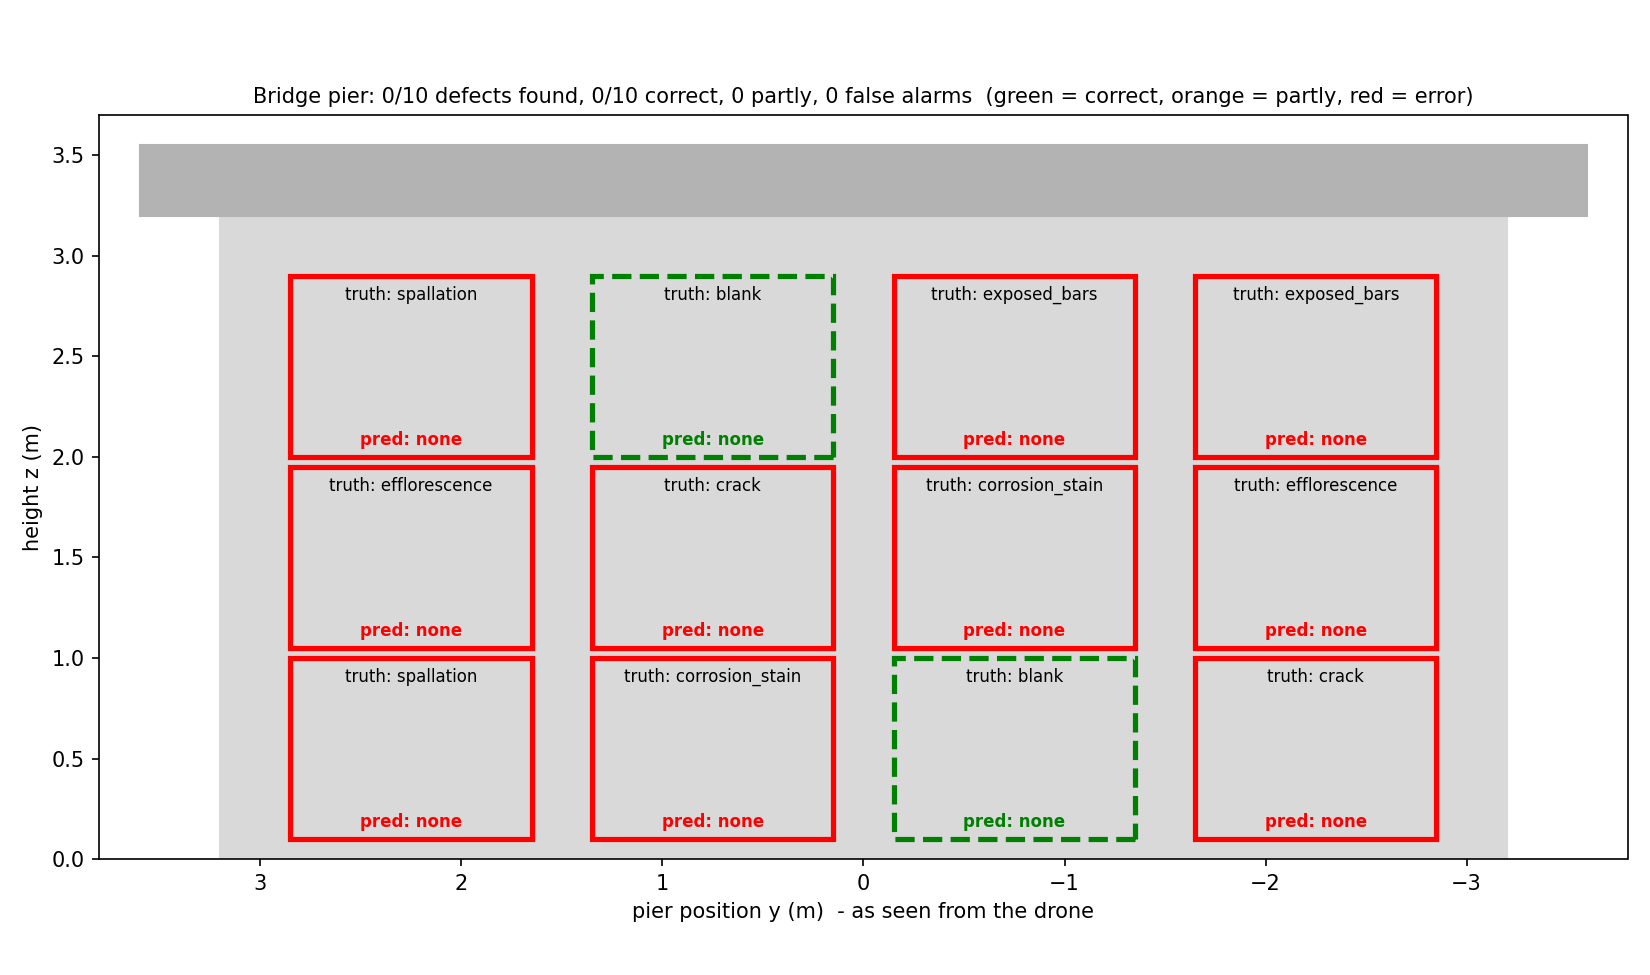 Bridge pier: 0/10 defects found, 0/10 correct, 0 partly, 0 false alarms  (green = correct, orange = partly, red = error)
3.5
3.0
2.5
2.0
1.5
1.0
0.5
0.0
height z (m)
truth: spallation
truth: blank
truth: exposed_bars
truth: exposed_bars
pred: none
pred: none
pred: none
pred: none
truth: efflorescence
truth: crack
truth: corrosion_stain
truth: efflorescence
pred: none
pred: none
pred: none
pred: none
truth: spallation
truth: corrosion_stain
truth: blank
truth: crack
pred: none
pred: none
pred: none
pred: none
3
2
1
0
−1
−2
−3
pier position y (m)  - as seen from the drone